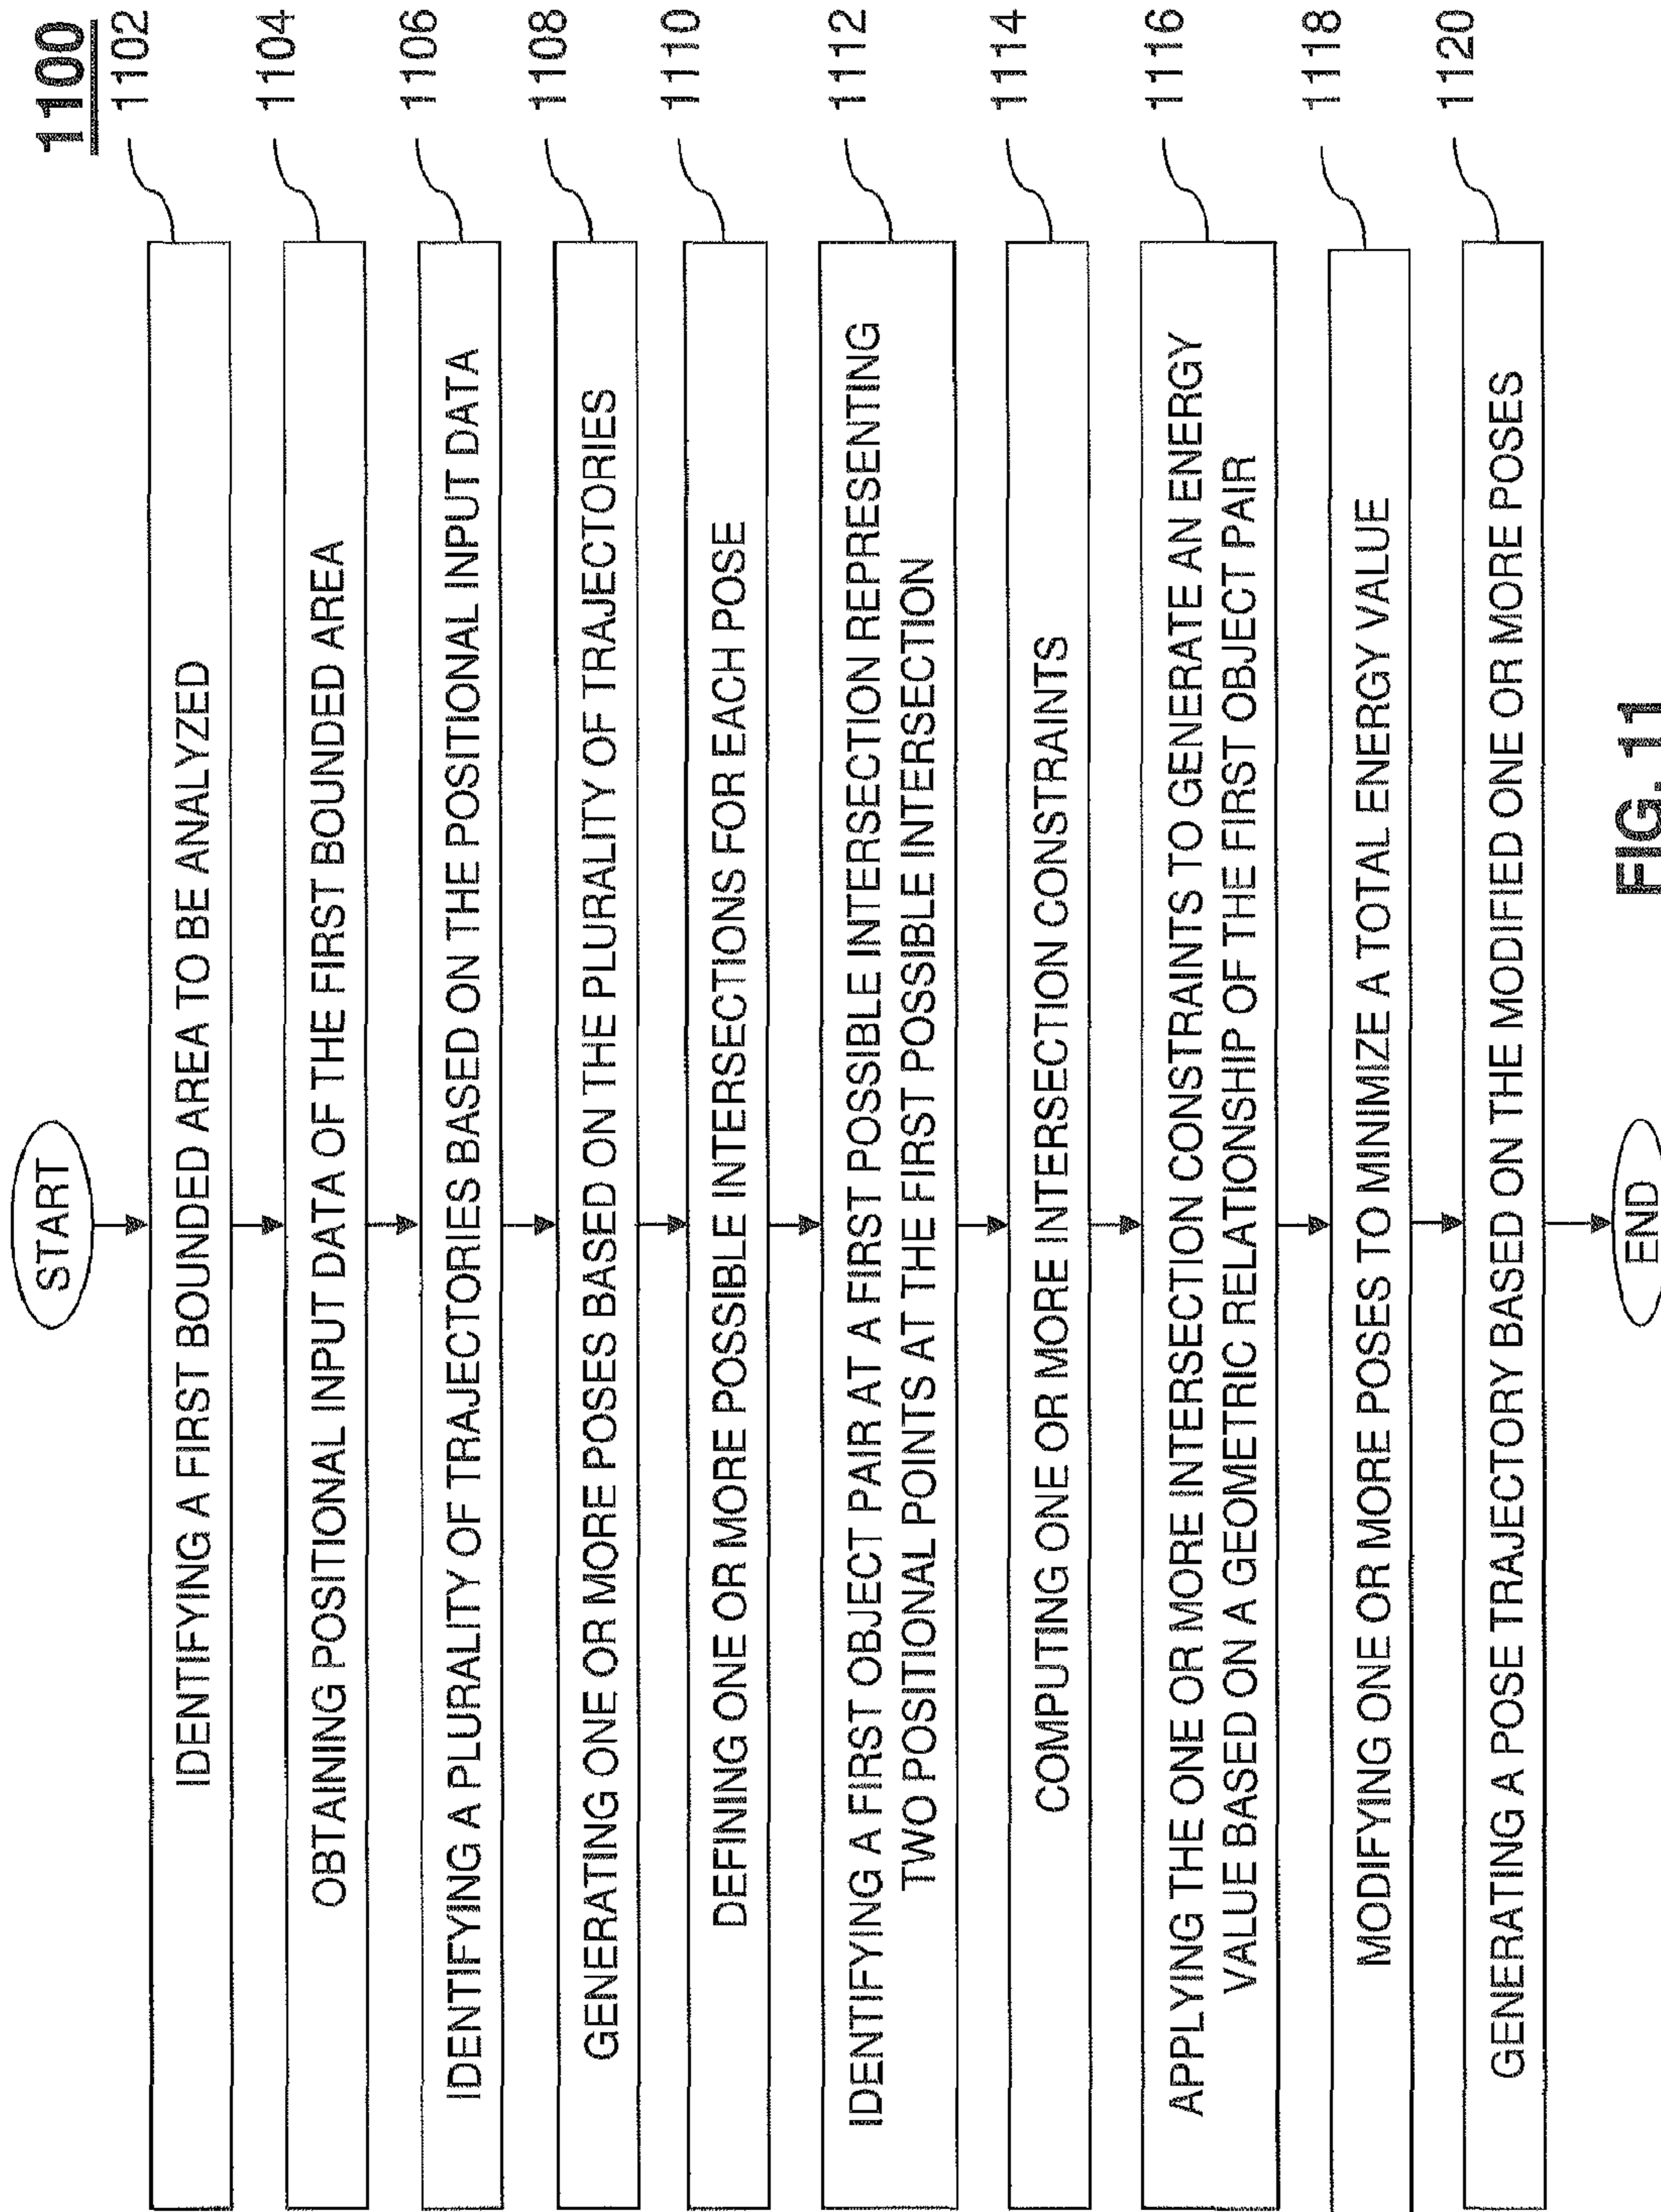 1100
START
IDENTIFYING A FIRST BOUNDED AREA TO BE ANALYZED
1102
OBTAINING POSITIONAL INPUT DATA OF THE FIRST BOUNDED AREA
1104
IDENTIFYING A PLURALITY OF TRAJECTORIES BASED ON THE POSITIONAL INPUT DATA
1106
GENERATING ONE OR MORE POSES BASED ON THE PLURALITY OF TRAJECTORIES
1108
DEFINING ONE OR MORE POSSIBLE INTERSECTIONS FOR EACH POSE
1110
IDENTIFYING A FIRST OBJECT PAIR AT A FIRST POSSIBLE INTERSECTION REPRESENTING
TWO POSITIONAL POINTS AT THE FIRST POSSIBLE INTERSECTION
1112
COMPUTING ONE OR MORE INTERSECTION CONSTRAINTS
1114
APPLYING THE ONE OR MORE INTERSECTION CONSTRAINTS TO GENERATE AN ENERGY
VALUE BASED ON A GEOMETRIC RELATIONSHIP OF THE FIRST OBJECT PAIR
1116
MODIFYING ONE OR MORE POSES TO MINIMIZE A TOTAL ENERGY VALUE
1118
GENERATING A POSE TRAJECTORY BASED ON THE MODIFIED ONE OR MORE POSES
1120
END
FIG. 11